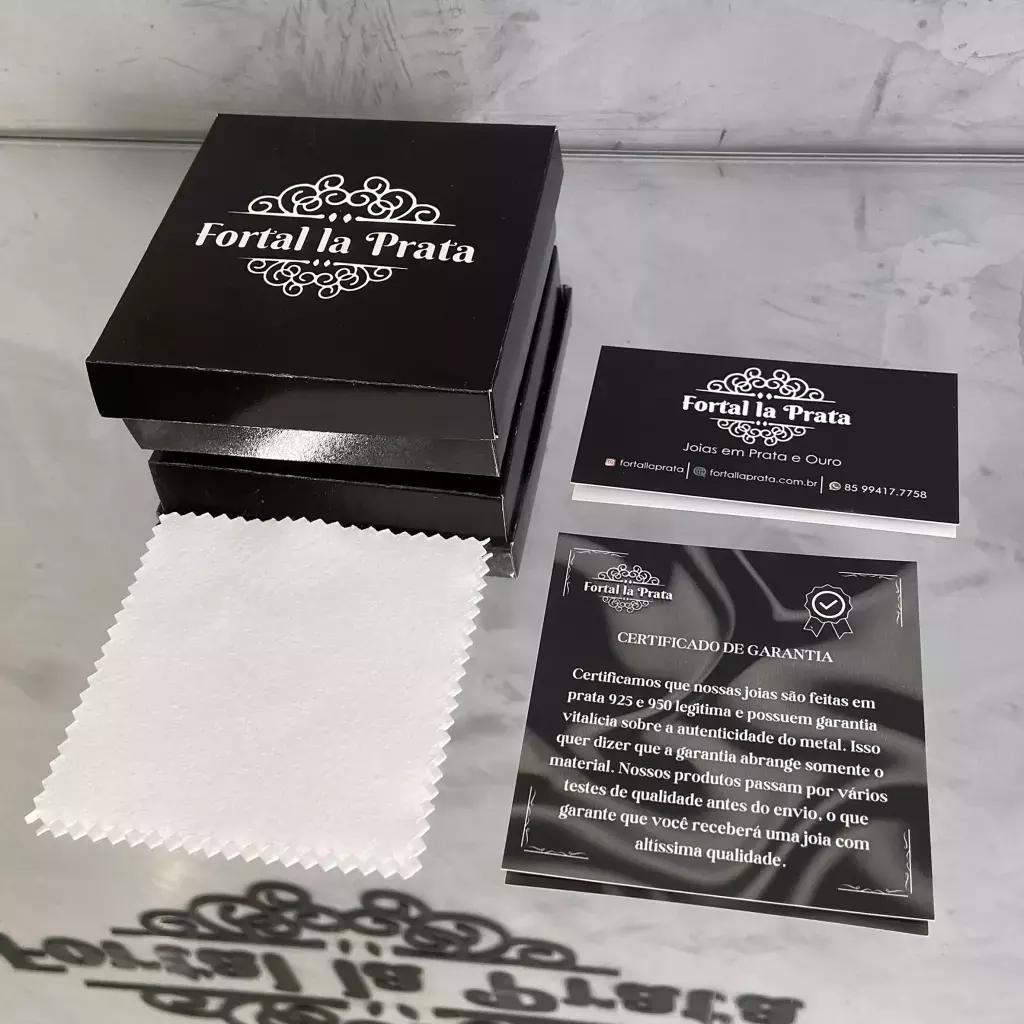 Fortal la Prata
Fortal la Prata
Joias em Prata e Ouro
fortallaprata | fortallaprata.com.br | 85 99417.7758
Fortal la Prata
CERTIFICADO DE GARANTIA
Certificamos que nossas joias são feitas em
prata 925 e 950 legítima e possuem garantia
vitalícia sobre a autenticidade do metal. Isso
quer dizer que a garantia abrange somente o
material. Nossos produtos passam por vários
testes de qualidade antes do envio, o que
garante que você receberá uma joia com
altíssima qualidade.
Fortal la Prata